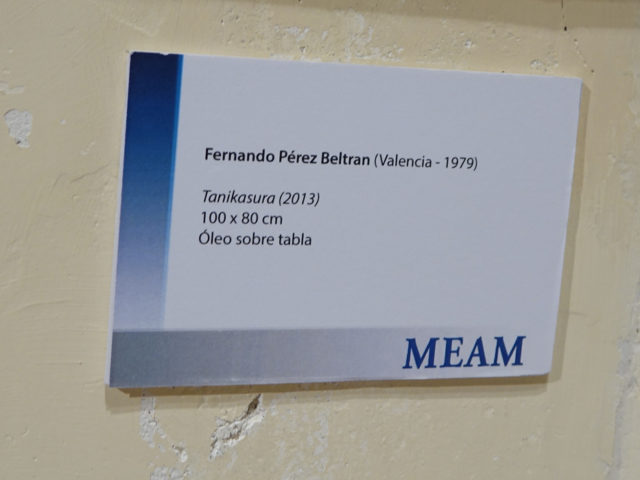 Fernando Pérez Beltran (Valencia - 1979)
Tanikasura (2013)
100 x 80 cm
Óleo sobre tabla
MEAM